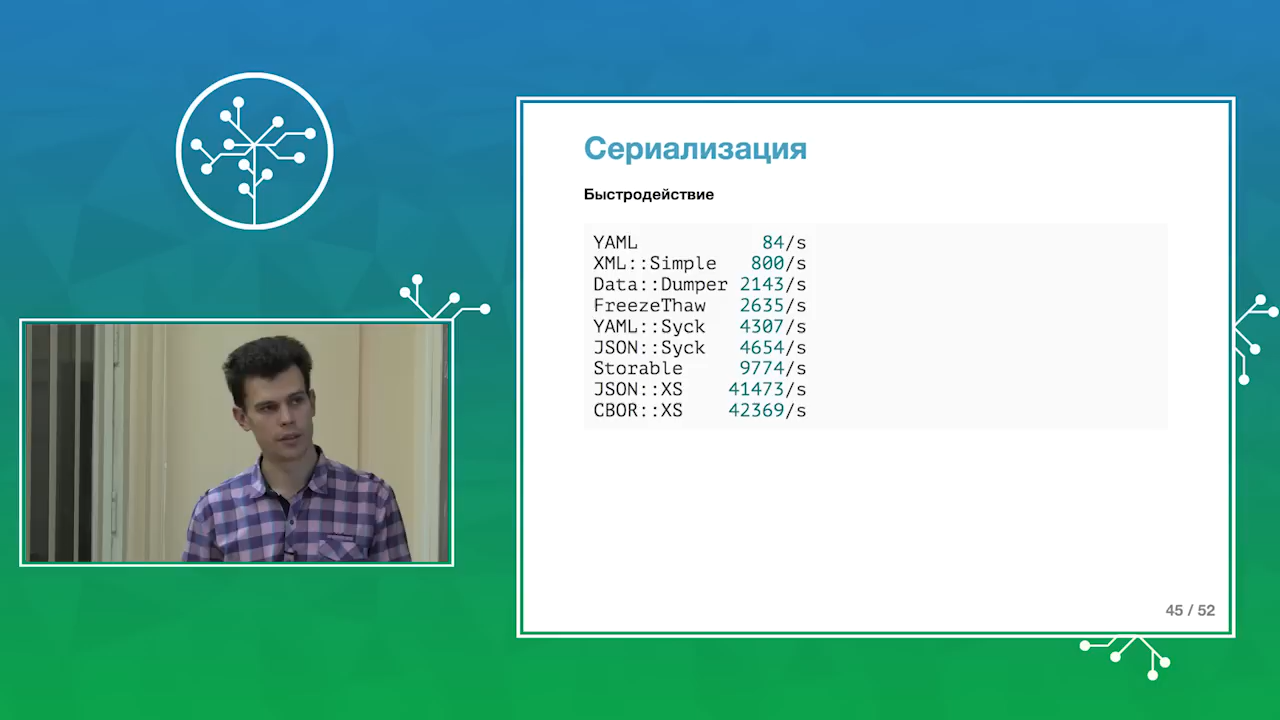 Сериализация
Быстродействие
YAML 84/s
XML::Simple 800/s
Data::Dumper 2143/s
FreezeThaw 2635/s
YAML::Syck 4307/s
JSON::Syck 4654/s
Storable 9774/s
JSON::XS 41473/s
CBOR::XS 42369/s
45 / 52